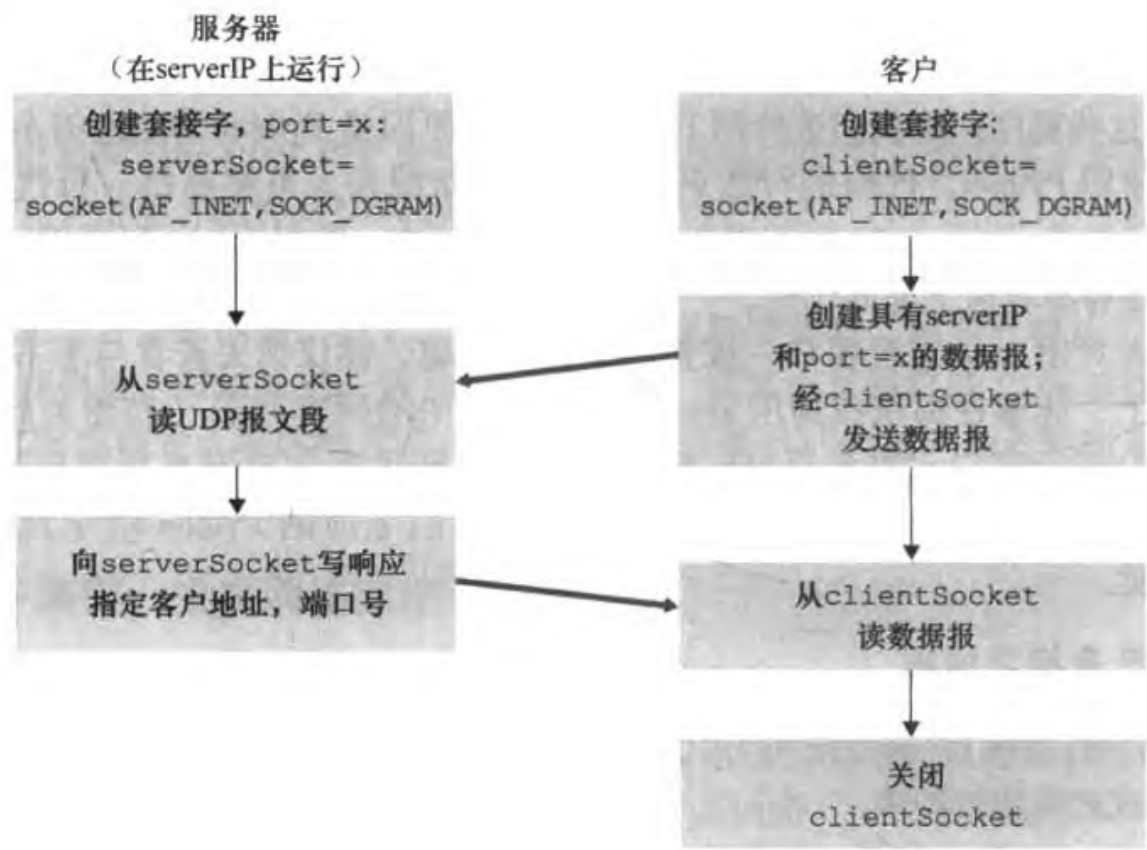 服务器
（在serverIP上运行）
创建套接字，port=x:
serverSocket=
socket(AF_INET,SOCK_DGRAM)
从serverSocket
读UDP报文段
向serverSocket写响应
指定客户地址，端口号
客户
创建套接字:
clientSocket=
socket(AF_INET,SOCK_DGRAM)
创建具有serverIP
和port=x的数据报;
经clientSocket
发送数据报
从clientSocket
读数据报
关闭
clientSocket